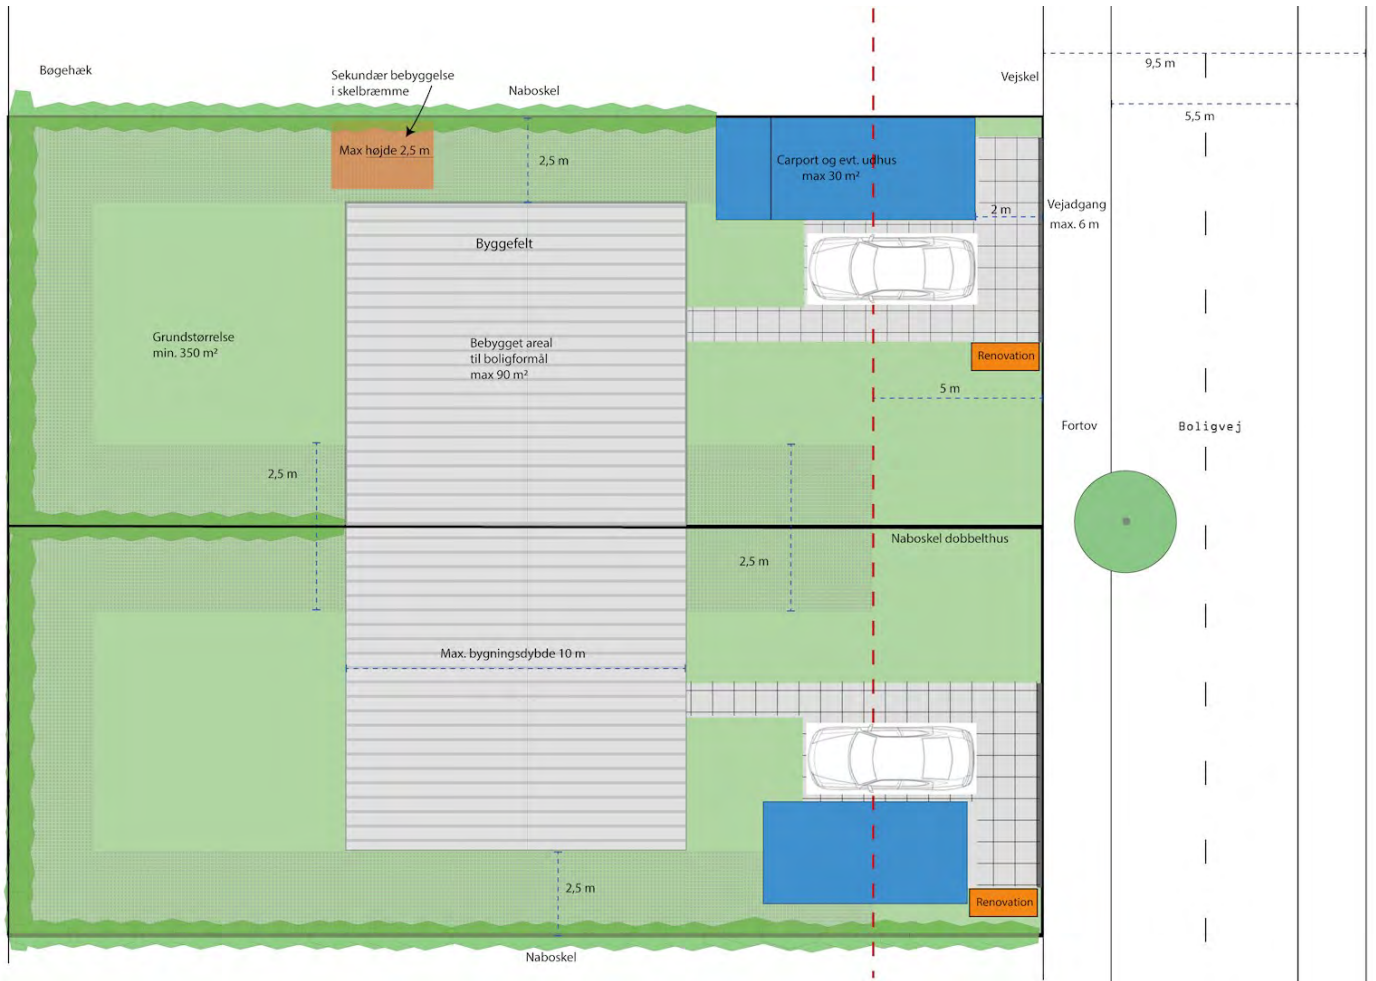 9,5 m
Bøgehæk
Sekundær bebyggelse
i skelbræmme
Naboskel
Vejskel
5,5 m
Max højde 2,5 m
2,5 m
Carport og evt. udhus
max 30 m²
2 m
Vejadgang
max. 6 m
Byggefelt
Grundstørrelse
min. 350 m²
Bebygget areal
til boligformål
max 90 m²
Renovation
5 m
Fortov
Boligvej
2,5 m
Naboskel dobbelthus
2,5 m
Max. bygningsdybde 10 m
2,5 m
Renovation
Naboskel